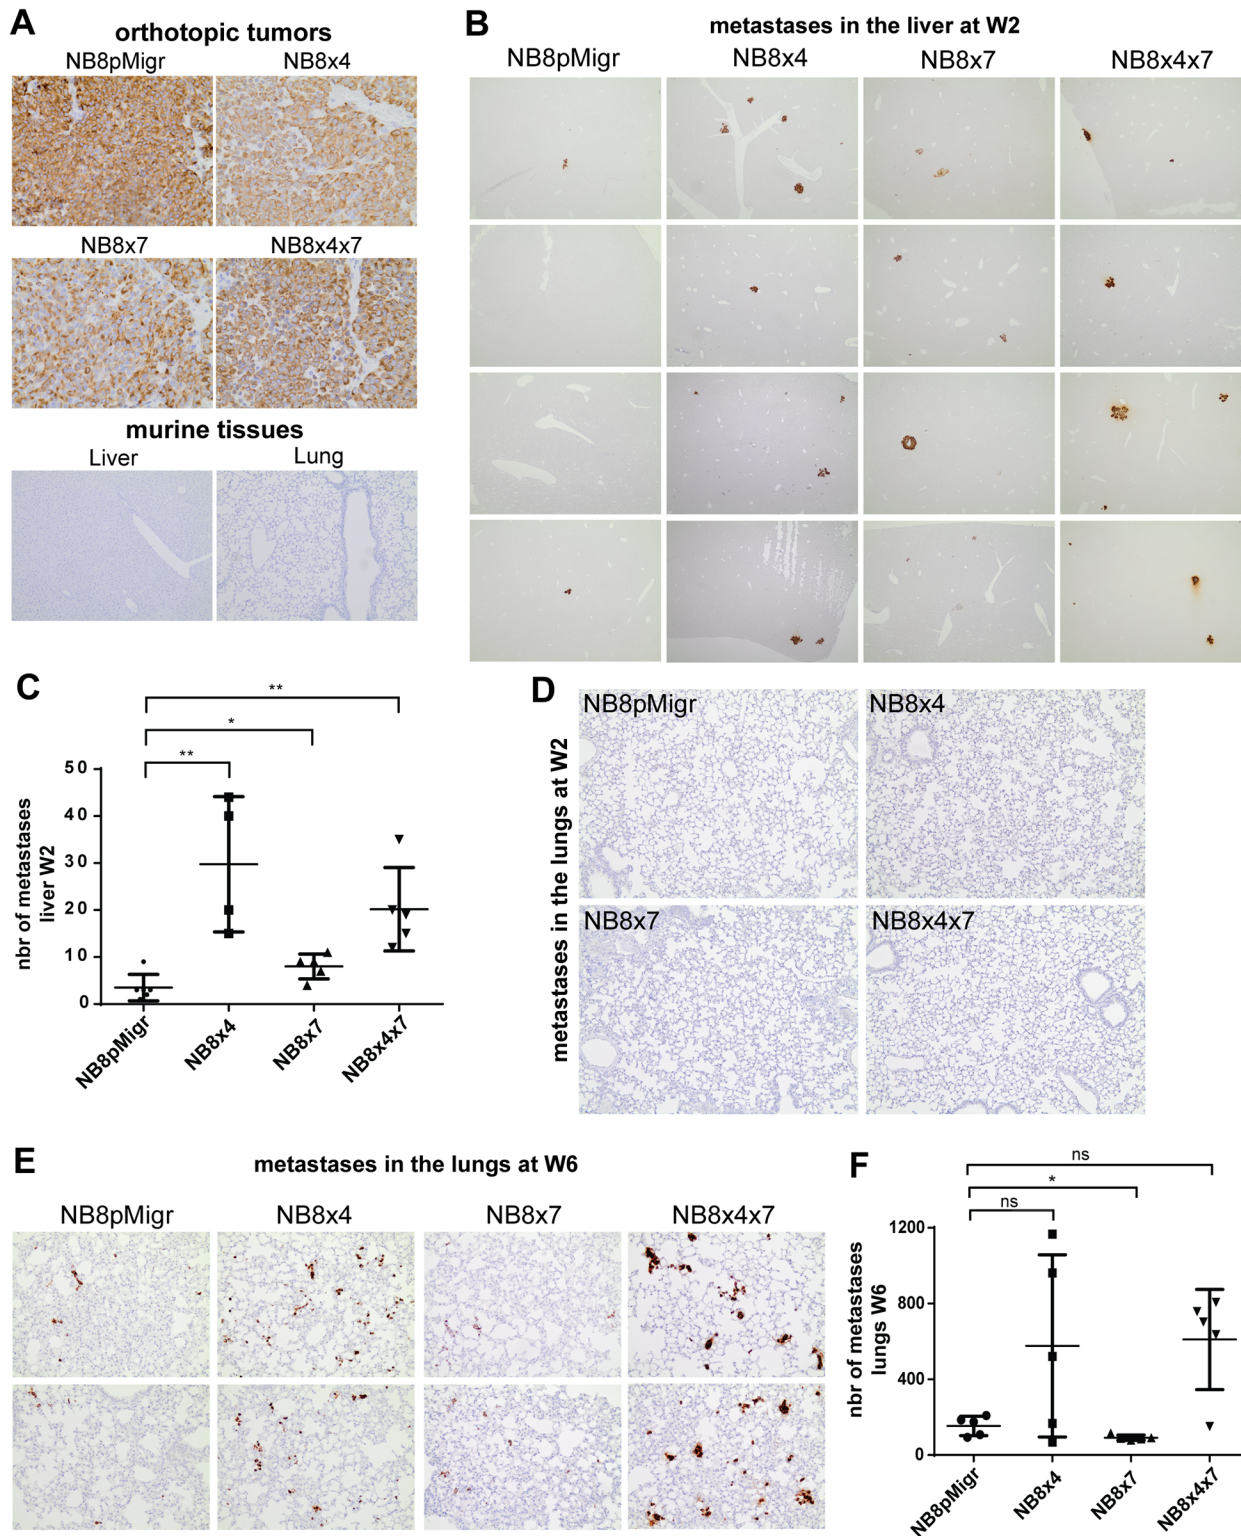 A
orthotopic tumors
NB8pMigr NB8x4
NB8x7 NB8x4x7
murine tissues
Liver Lung
B
metastases in the liver at W2
NB8pMigr NB8x4 NB8x7 NB8x4x7
C
**
*
**
50
40
30
20
10
0
nbr of metastases
liver W2
NB8pMigr NB8x4 NB8x7 NB8x4x7
D
metastases in the lungs at W2
NB8pMigr NB8x4
NB8x7 NB8x4x7
E
metastases in the lungs at W6
NB8pMigr NB8x4 NB8x7 NB8x4x7
F
ns
*
ns
1200
800
400
0
nbr of metastases
lungs W6
NB8pMigr NB8x4 NB8x7 NB8x4x7